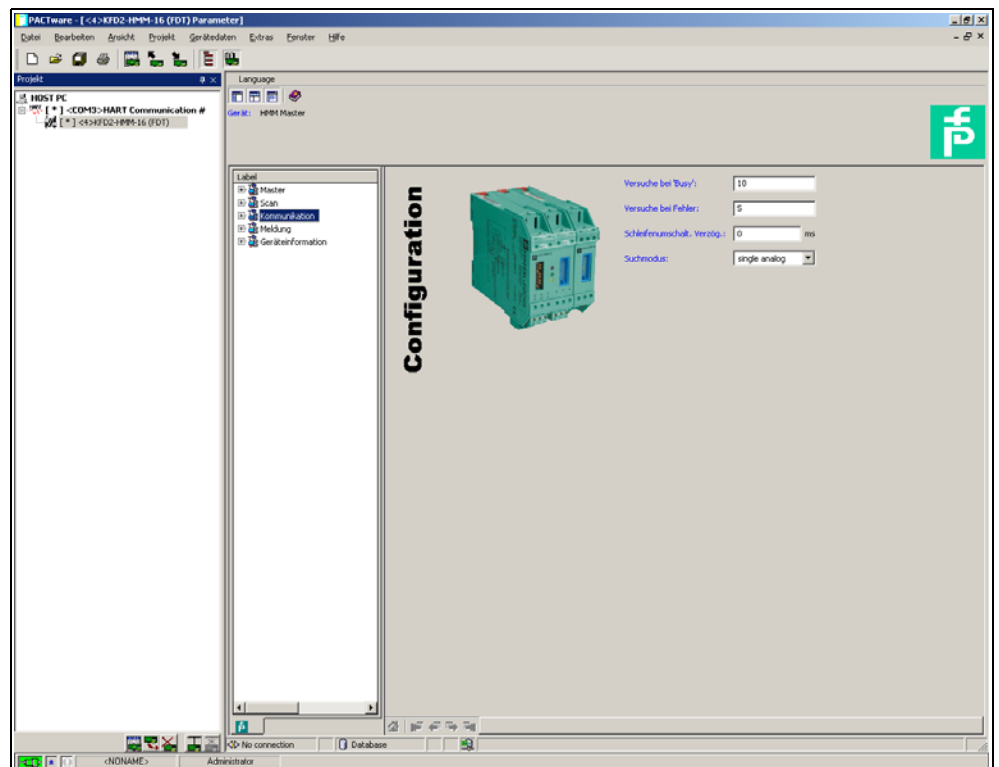 PACTware - [ <4>KFD2-HMM-16 (FDT) Parameter]
Datei Bearbeiten Ansicht Projekt Gerätedaten Extras Fenster Hilfe
Projekt
HOST PC
[ * ] <COM3>HART Communication #
[ * ] <4>KFD2-HMM-16 (FDT)
Language
Gerät: HMM Master
Label
Master
Scan
Kommunikation
Meldung
Geräteinformation
Configuration
Versuche bei 'Busy': 10
Versuche bei Fehler: 5
Schleifenumschalt. Verzög.: 0 ms
Suchmodus: single analog
No connection Database
<NONAME> Administrator